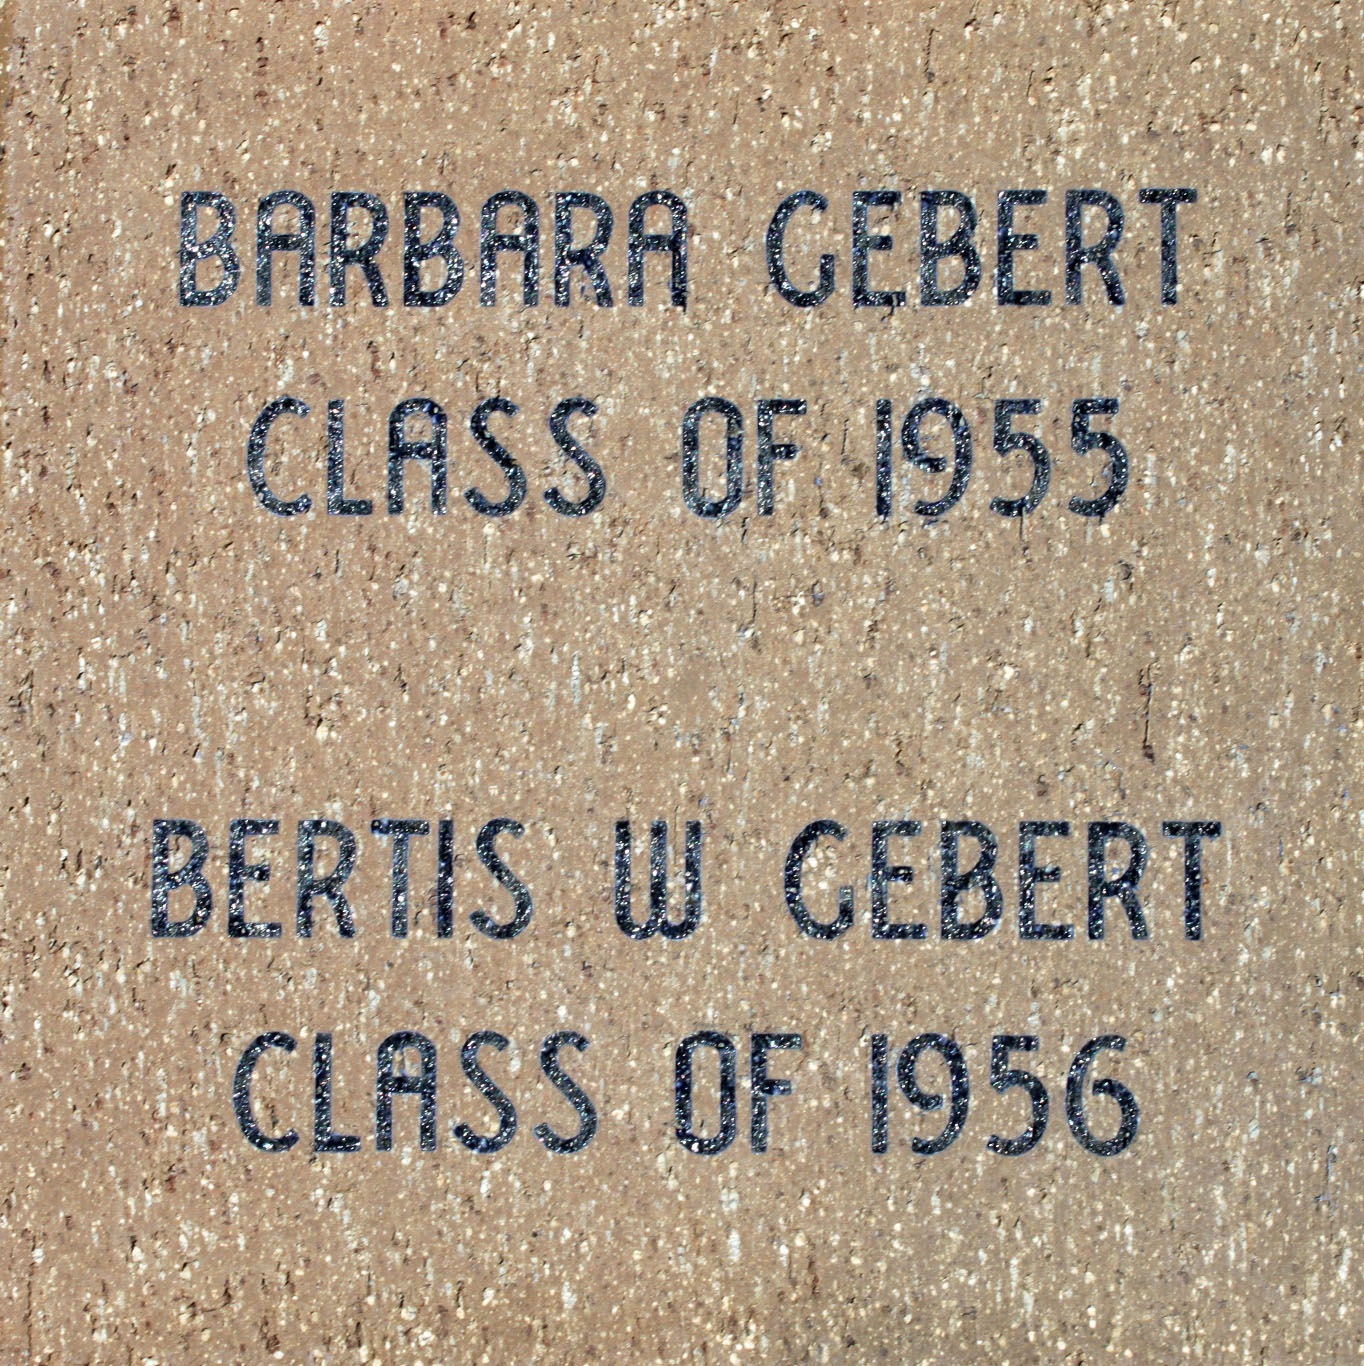 BARBARA GEBERT
CLASS OF 1955
BERTIS W GEBERT
CLASS OF 1956